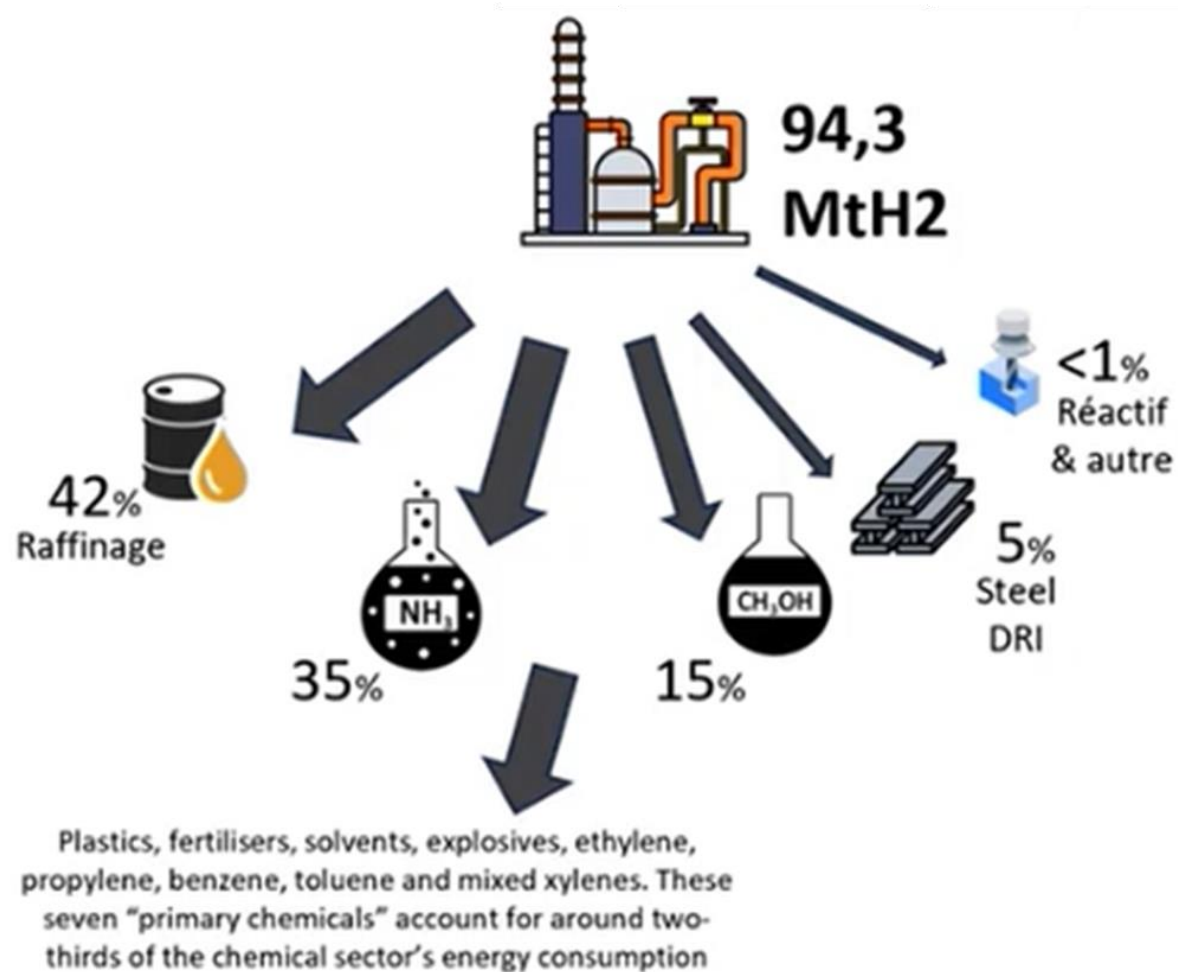 94,3
MtH2
<1%
Réactif
& autre
42%
Raffinage
NH₃
35%
CH₃OH
15%
5%
Steel
DRI
Plastics, fertilisers, solvents, explosives, ethylene,
propylene, benzene, toluene and mixed xylenes. These
seven “primary chemicals” account for around two-
thirds of the chemical sector’s energy consumption